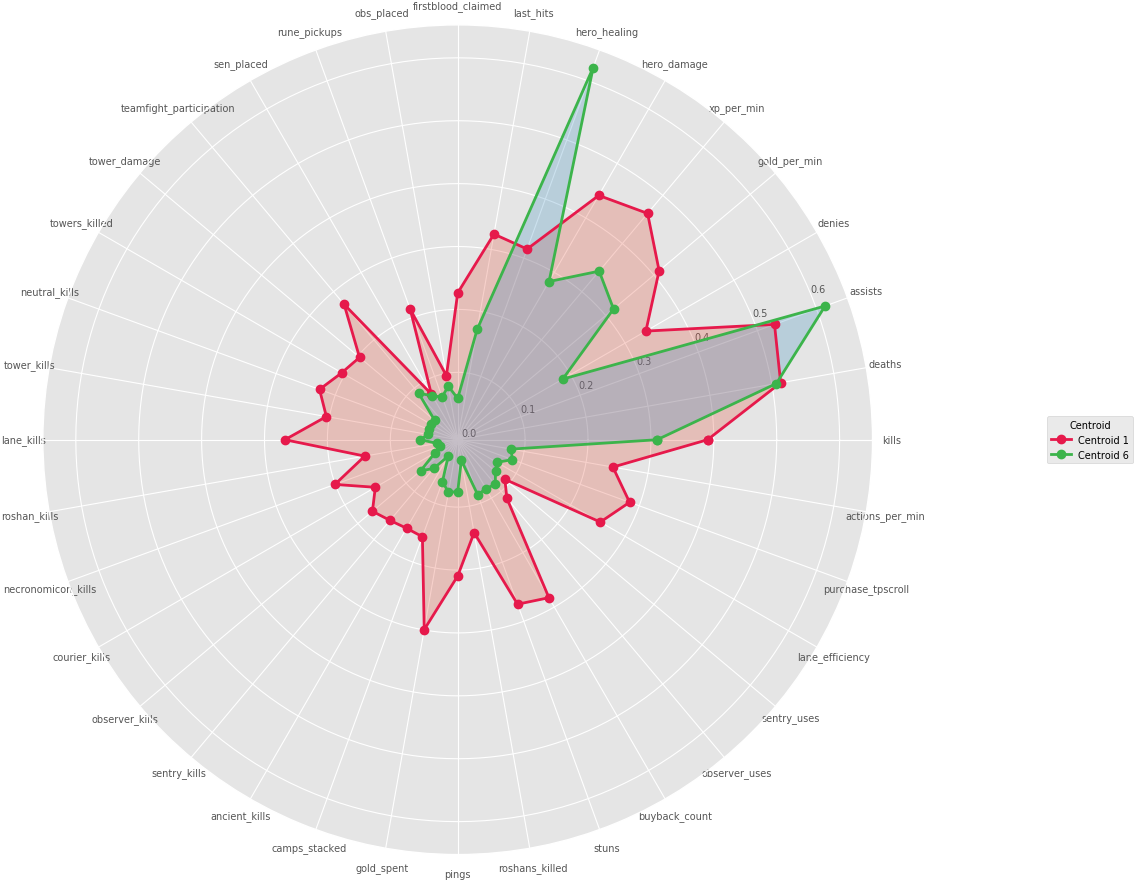 firstblood_claimed
obs_placed
last_hits
rune_pickups
hero_healing
sen_placed
hero_damage
teamfight_participation
xp_per_min
tower_damage
gold_per_min
towers_killed
denies
neutral_kills
assists
0.6
0.5
0.4
0.3
0.2
0.1
0.0
tower_kills
deaths
lane_kills
kills
Centroid
Centroid 1
Centroid 6
roshan_kills
actions_per_min
necronomicon_kills
purchase_tpscroll
courier_kills
lane_efficiency
observer_kills
sentry_uses
sentry_kills
observer_uses
ancient_kills
buyback_count
camps_stacked
stuns
gold_spent
roshans_killed
pings